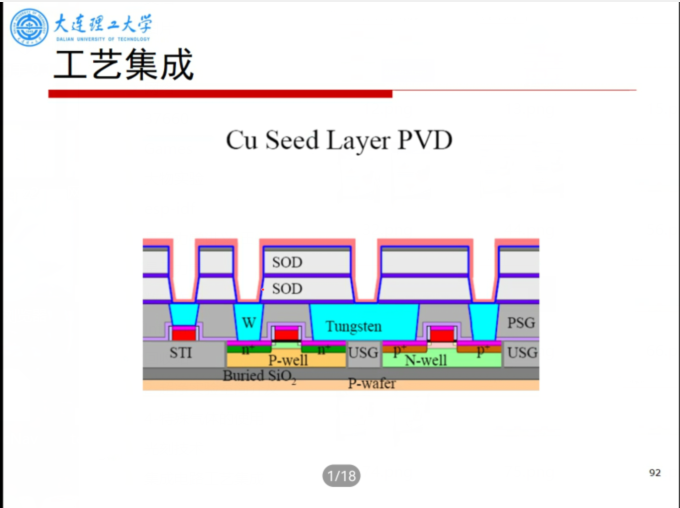 大连理工大学
DALIAN UNIVERSITY OF TECHNOLOGY
工艺集成
Cu Seed Layer PVD
SOD
SOD
W
Tungsten
PSG
STI
n⁺
n⁺
USG
p⁺
p⁺
USG
P-well
N-well
Buried SiO₂
P-wafer
1/18
92